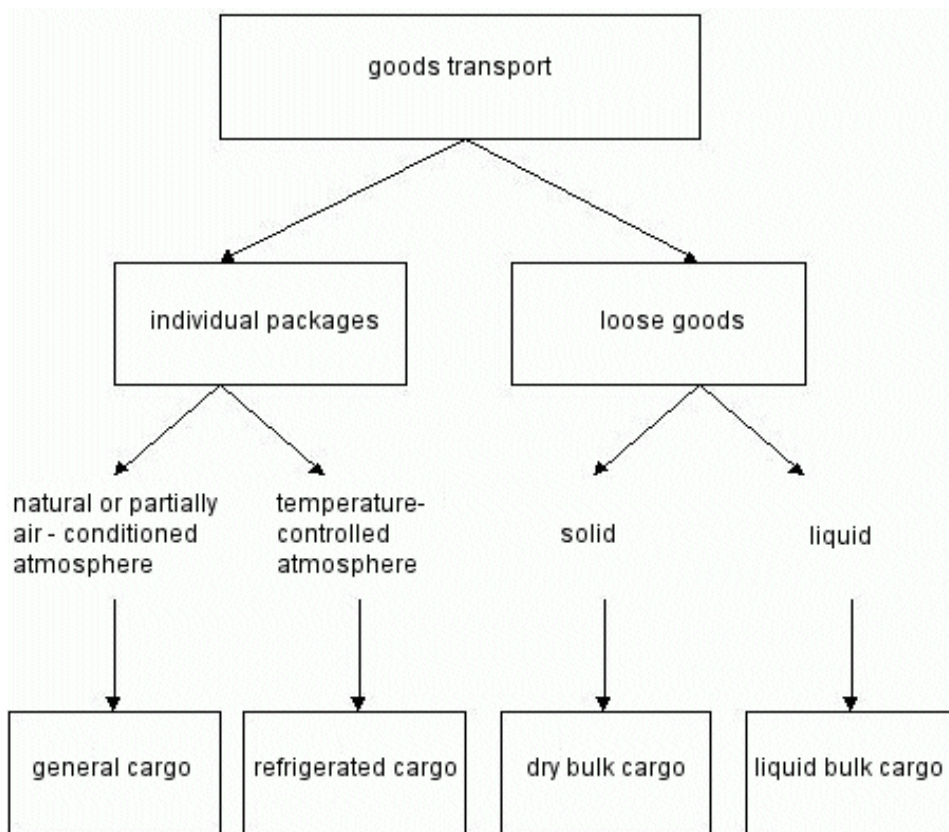 goods transport
individual packages
loose goods
natural or partially
air - conditioned
atmosphere
temperature-
controlled
atmosphere
solid
liquid
general cargo
refrigerated cargo
dry bulk cargo
liquid bulk cargo